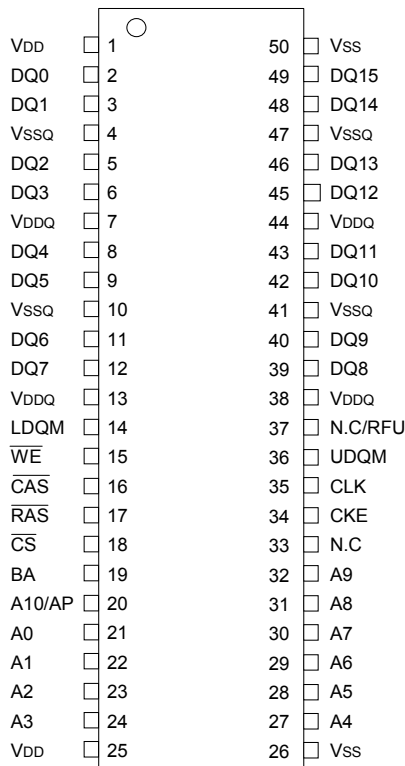 VDD 1 50 VSS
DQ0 2 49 DQ15
DQ1 3 48 DQ14
VSSQ 4 47 VSSQ
DQ2 5 46 DQ13
DQ3 6 45 DQ12
VDDQ 7 44 VDDQ
DQ4 8 43 DQ11
DQ5 9 42 DQ10
VSSQ 10 41 VSSQ
DQ6 11 40 DQ9
DQ7 12 39 DQ8
VDDQ 13 38 VDDQ
LDQM 14 37 N.C/RFU
W̅E̅ 15 36 UDQM
C̅A̅S̅ 16 35 CLK
R̅A̅S̅ 17 34 CKE
C̅S̅ 18 33 N.C
BA 19 32 A9
A10/AP 20 31 A8
A0 21 30 A7
A1 22 29 A6
A2 23 28 A5
A3 24 27 A4
VDD 25 26 VSS